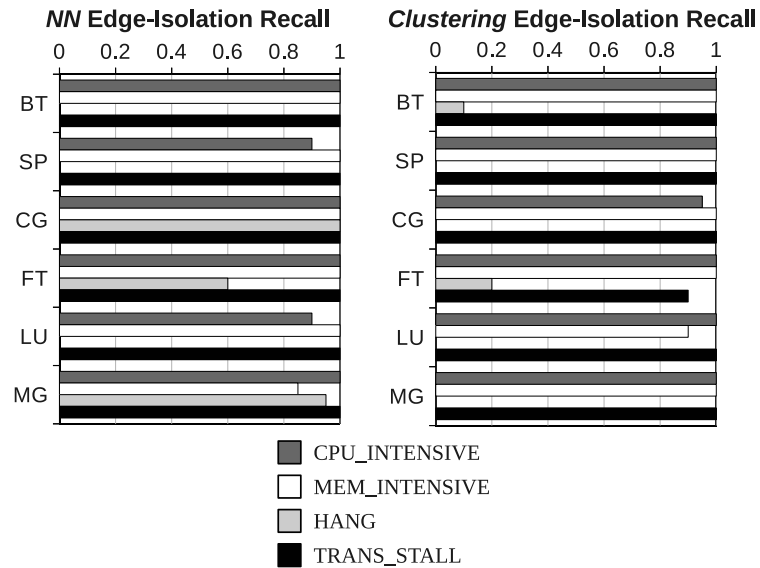 NN Edge-Isolation Recall
0 0.2 0.4 0.6 0.8 1
BT
SP
CG
FT
LU
MG
Clustering Edge-Isolation Recall
0 0.2 0.4 0.6 0.8 1
BT
SP
CG
FT
LU
MG
CPU_INTENSIVE
MEM_INTENSIVE
HANG
TRANS_STALL